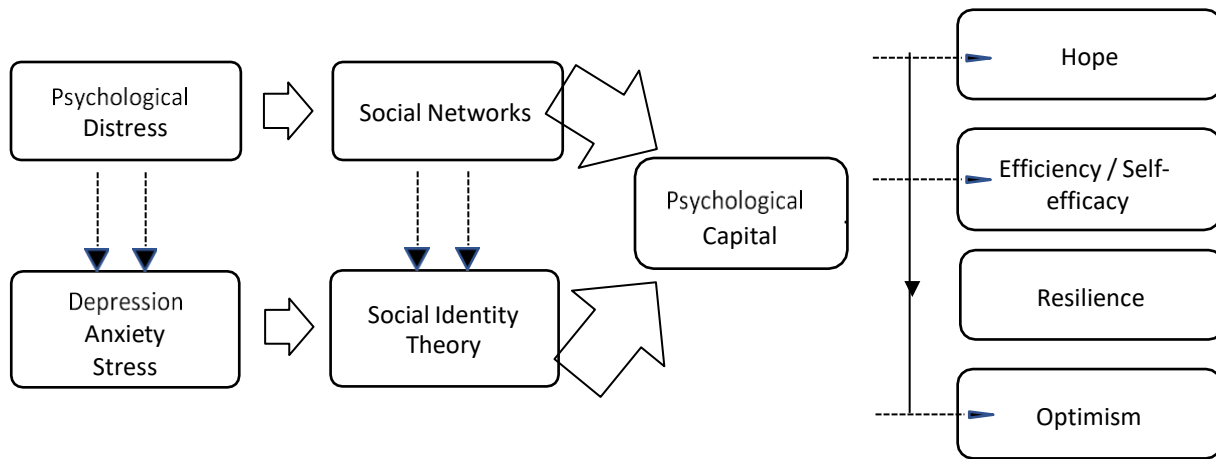 Psychological
Distress
Social Networks
Depression
Anxiety
Stress
Social Identity
Theory
Psychological
Capital
Hope
Efficiency / Self-
efficacy
Resilience
Optimism